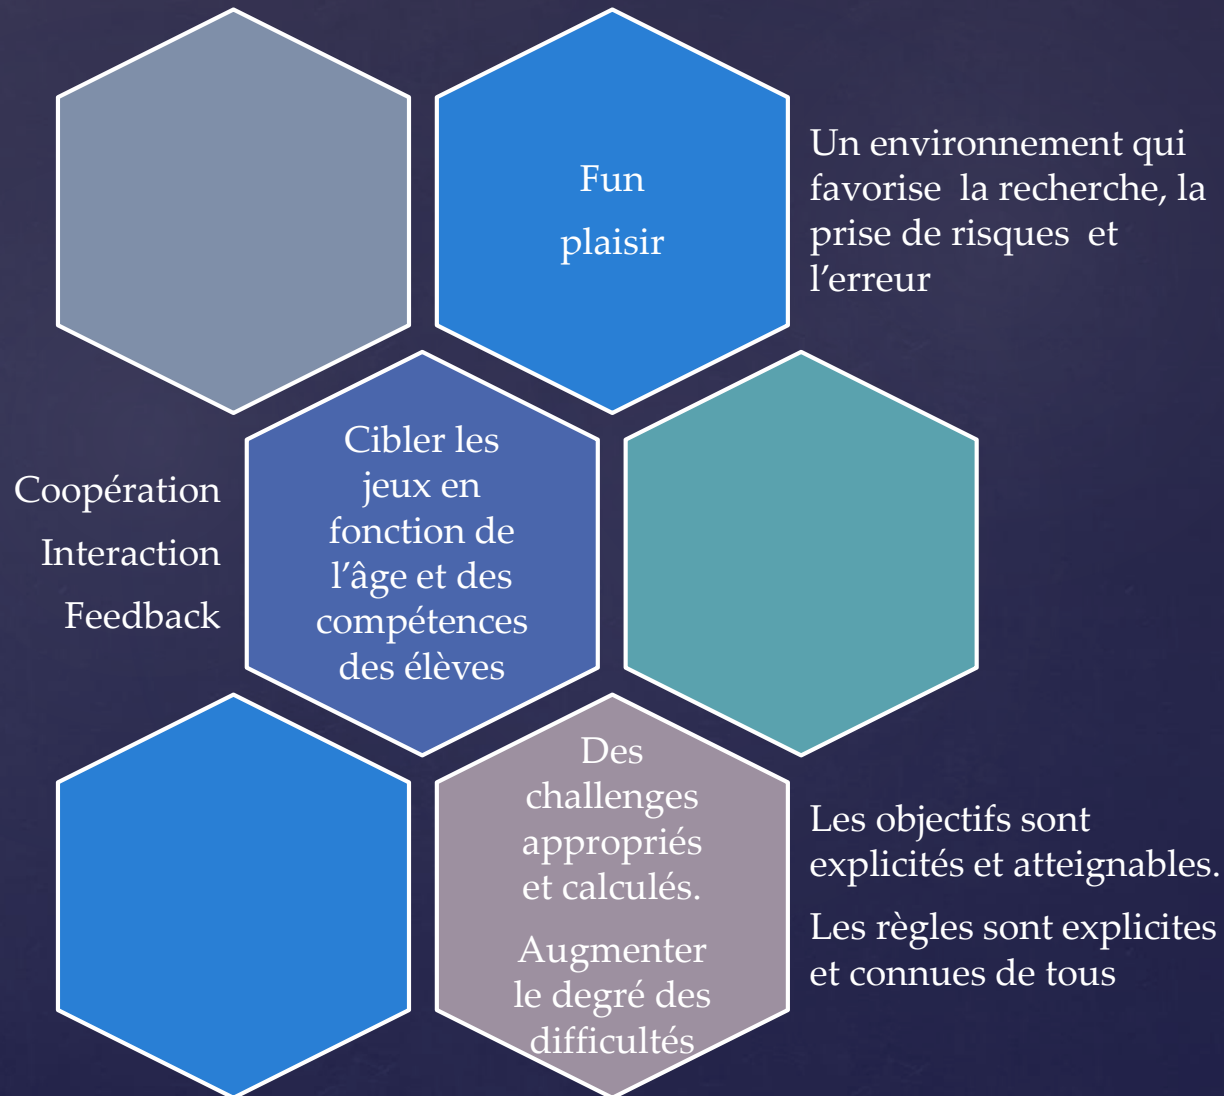 Fun
plaisir
Un environnement qui
favorise  la recherche, la
prise de risques  et
l’erreur
Coopération
Interaction
Feedback
Cibler les
jeux en
fonction de
l’âge et des
compétences
des élèves
Des
challenges
appropriés
et calculés.
Augmenter
le degré des
difficultés
Les objectifs sont
explicités et atteignables.
Les règles sont explicites
et connues de tous